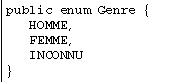 public enum Genre {
HOMME,
FEMME,
INCONNU
}